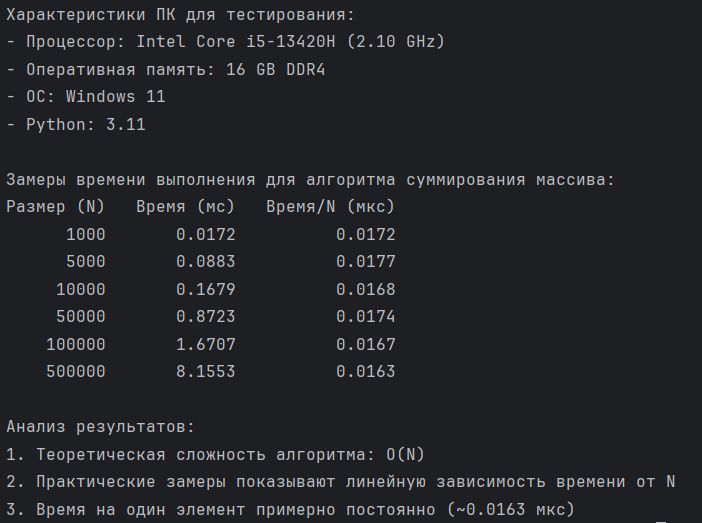 Характеристики ПК для тестирования:
- Процессор: Intel Core i5-13420H (2.10 GHz)
- Оперативная память: 16 GB DDR4
- ОС: Windows 11
- Python: 3.11
Замеры времени выполнения для алгоритма суммирования массива:
Размер (N)   Время (мс)   Время/N (мкс)
1000   0.0172   0.0172
5000   0.0883   0.0177
10000   0.1679   0.0168
50000   0.8723   0.0174
100000   1.6707   0.0167
500000   8.1553   0.0163
Анализ результатов:
1. Теоретическая сложность алгоритма: O(N)
2. Практические замеры показывают линейную зависимость времени от N
3. Время на один элемент примерно постоянно (~0.0163 мкс)